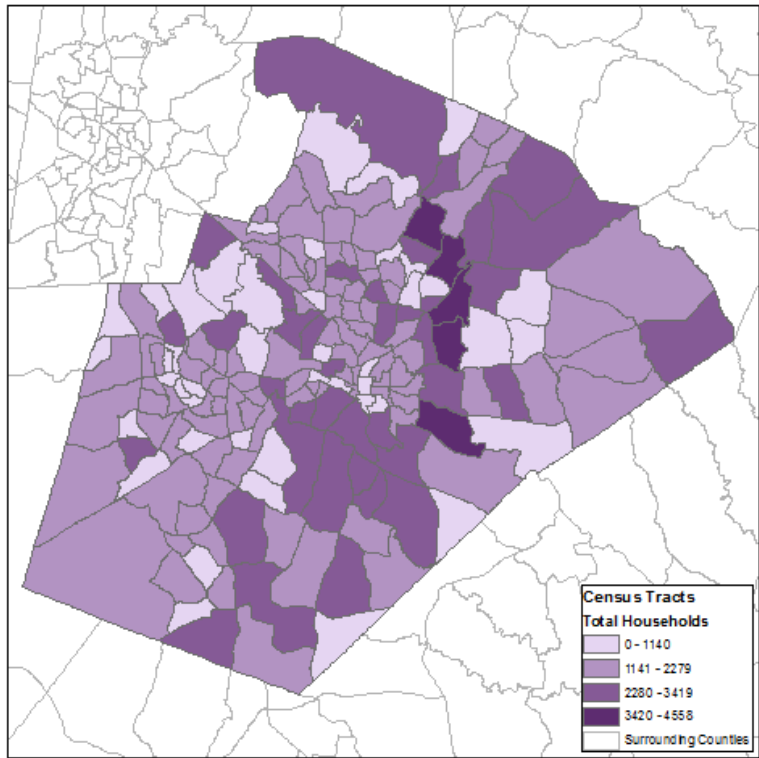 Census Tracts
Total Households
0 - 1140
1141 - 2279
2280 - 3419
3420 - 4558
Surrounding Counties